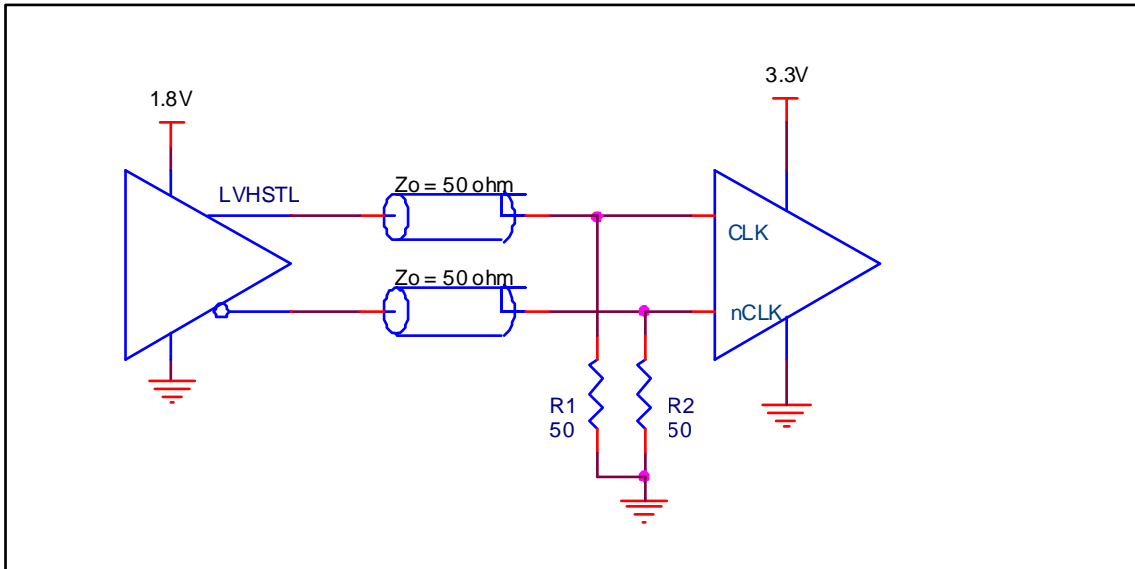 3.3V
1.8V
LVHSTL
Zo = 50 ohm
CLK
Zo = 50 ohm
nCLK
R1
50
R2
50